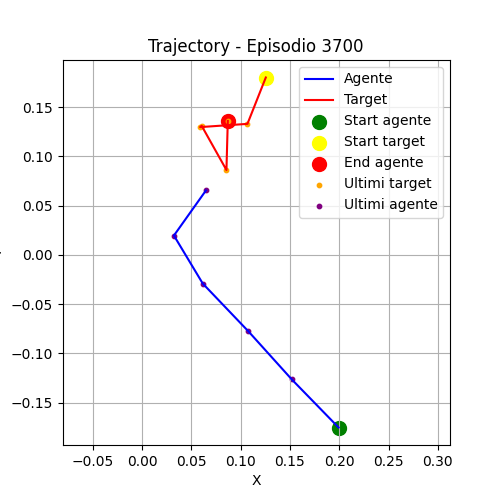 Trajectory - Episodio 3700
Agente
Target
Start agente
Start target
End agente
Ultimi target
Ultimi agente
0.15
0.10
0.05
0.00
−0.05
−0.10
−0.15
−0.05
0.00
0.05
0.10
0.15
0.20
0.25
0.30
X